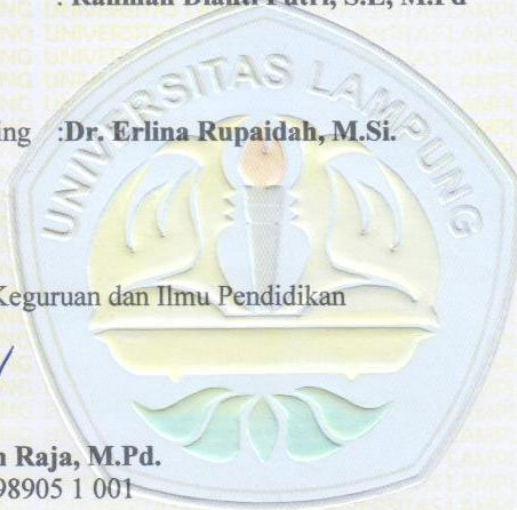 : Rahmah Dianti Putri, S.E, M.Pd
UNIVERSITAS LAMPUNG
ing :Dr. Erlina Rupaidah, M.Si.
Keguruan dan Ilmu Pendidikan
Raja, M.Pd.
98905 1 001